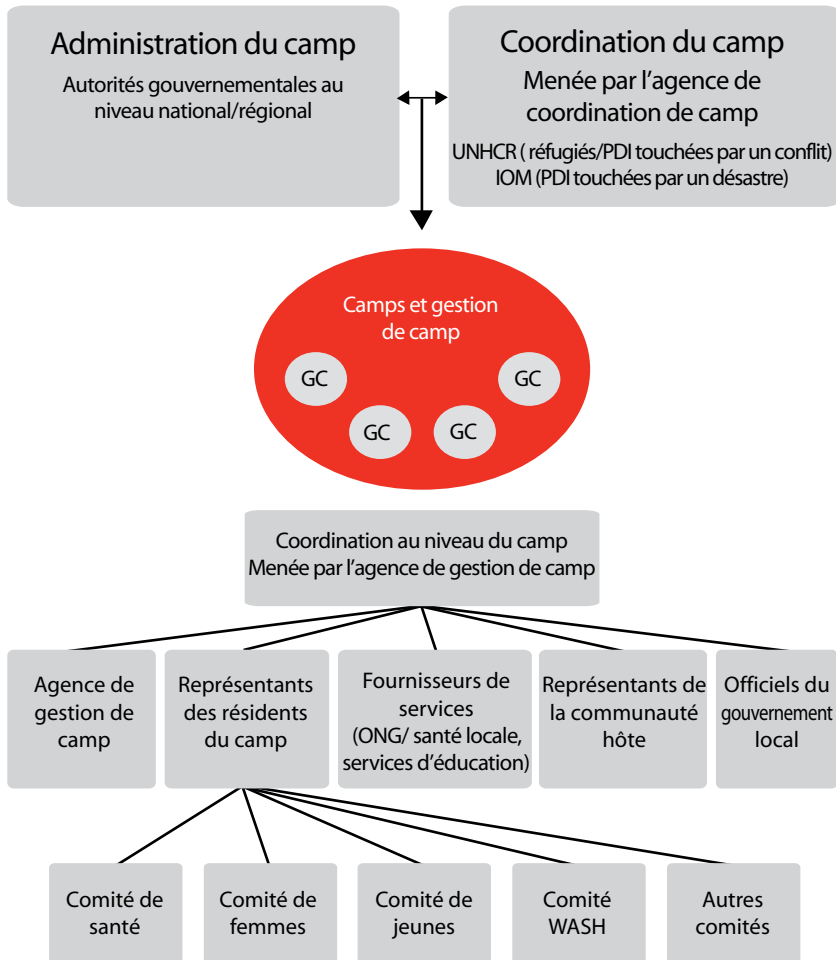 Administration du camp
Autorités gouvernementales au
niveau national/régional
Coordination du camp
Menée par l'agence de
coordination de camp
UNHCR ( réfugiés/PDI touchées par un conflit)
IOM (PDI touchées par un désastre)
Camps et gestion
de camp
GC
GC
GC
GC
Coordination au niveau du camp
Menée par l'agence de gestion de camp
Agence de
gestion de
camp
Représentants
des résidents
du camp
Fournisseurs de
services
(ONG/ santé locale,
services d'éducation)
Représentants de
la communauté
hôte
Officiels du
gouvernement
local
Comité de
santé
Comité de
femmes
Comité de
jeunes
Comité
WASH
Autres
comités